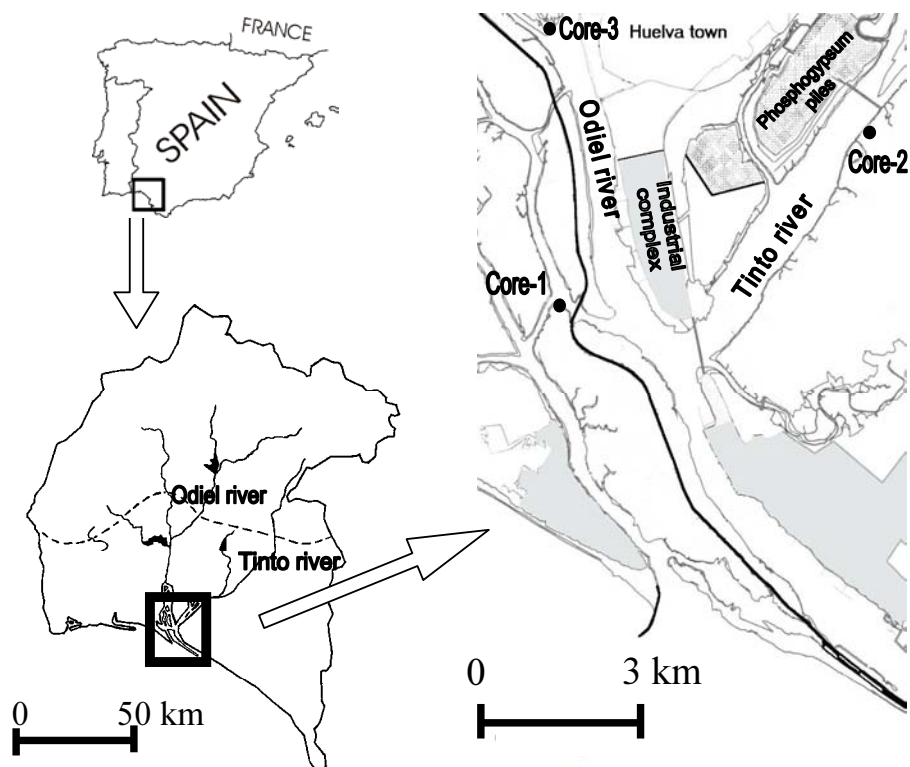 FRANCE
SPAIN
Odiel river
Tinto river
0 50 km
Core-3
Huelva town
Phosphogypsum
piles
Core-2
Odiel river
Industrial
complex
Tinto river
Core-1
0 3 km